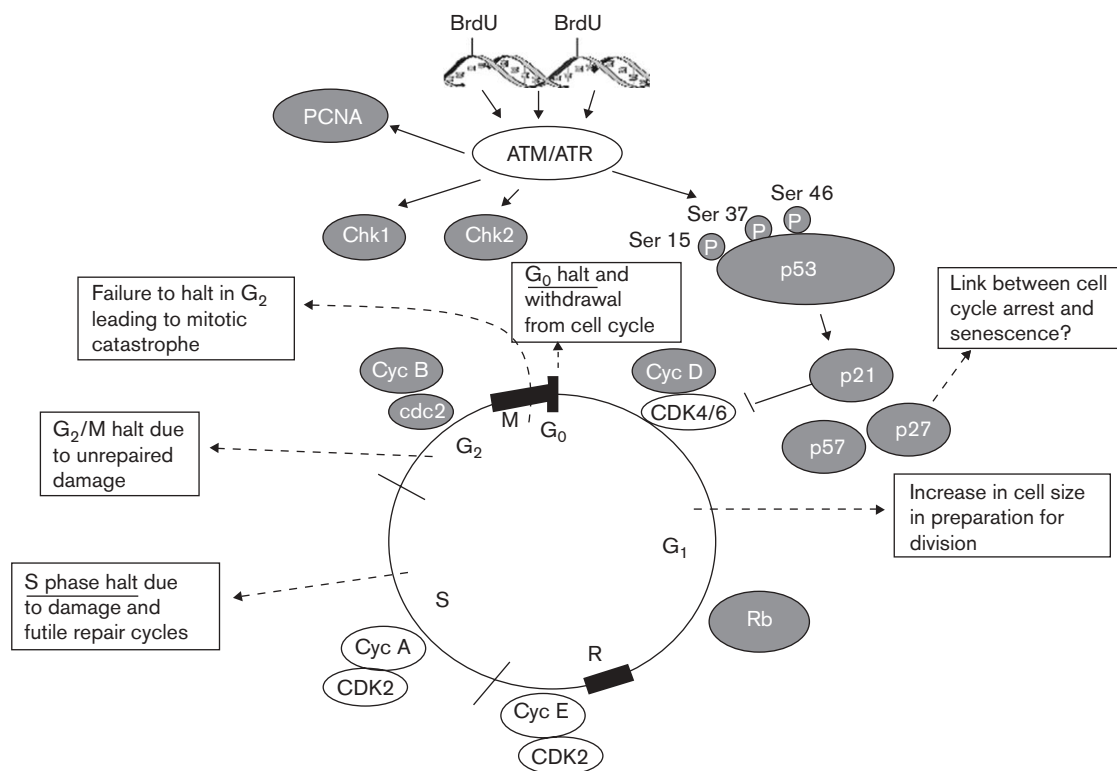 BrdU
BrdU
PCNA
ATM/ATR
Chk1
Chk2
Ser 15
Ser 37
Ser 46
P
P
P
p53
Failure to halt in G₂
leading to mitotic
catastrophe
G₀ halt and
withdrawal
from cell cycle
Link between cell
cycle arrest and
senescence?
Cyc B
cdc2
Cyc D
CDK4/6
p21
p57
p27
M
G₀
G₂
G₂/M halt due
to unrepaired
damage
Increase in cell size
in preparation for
division
G₁
S phase halt due
to damage and
futile repair cycles
S
Rb
R
Cyc A
CDK2
Cyc E
CDK2